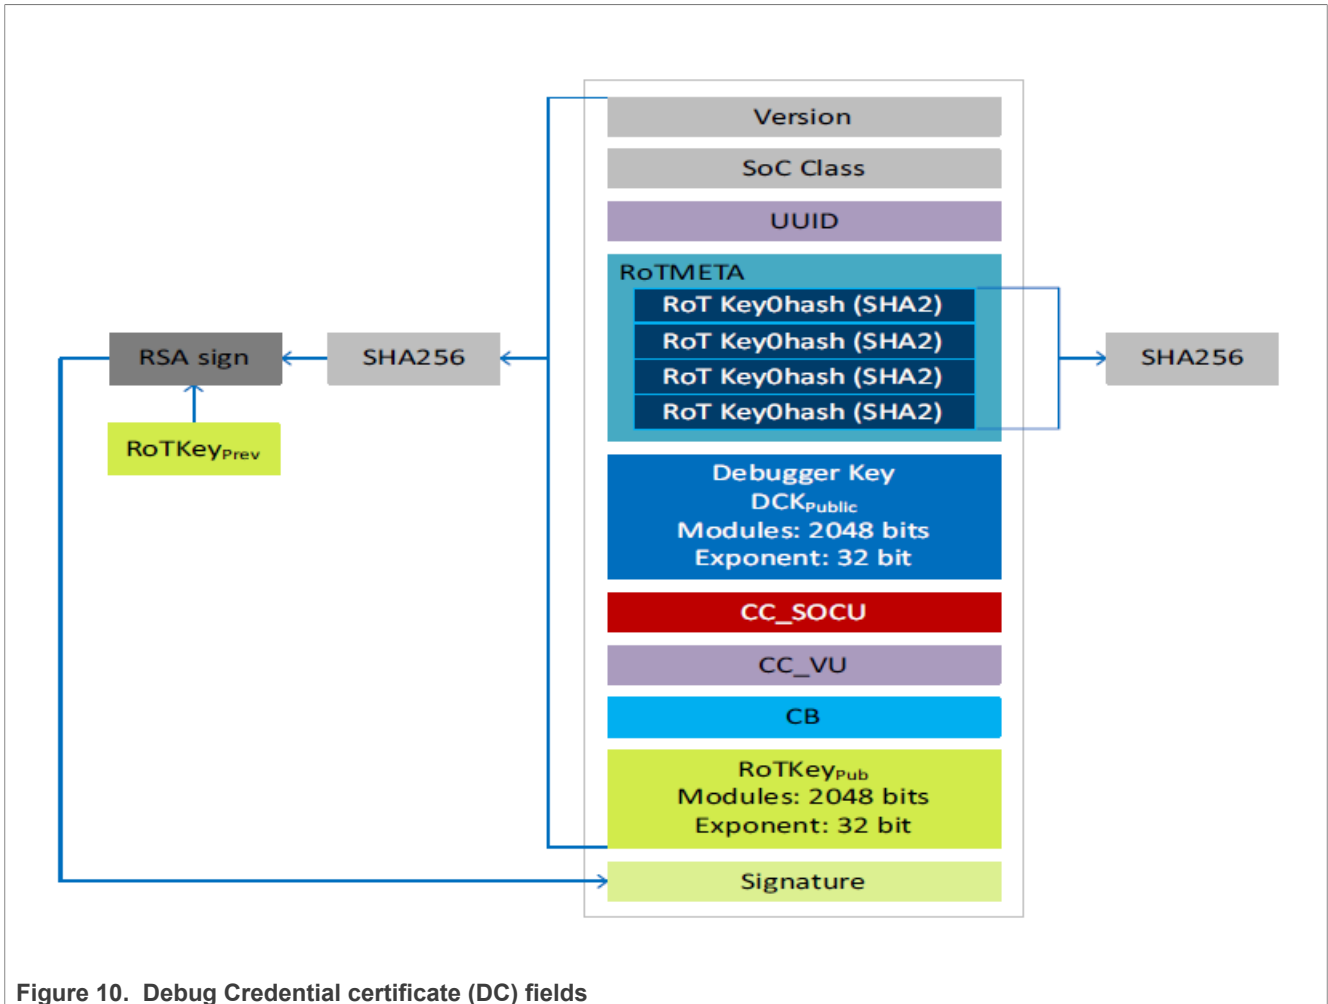 Version
SoC Class
UUID
RoTMETA
RoT Key0hash (SHA2)
RoT Key0hash (SHA2)
RoT Key0hash (SHA2)
RoT Key0hash (SHA2)
RSA sign
SHA256
SHA256
RoTKeyPrev
Debugger Key
DCKPublic
Modules: 2048 bits
Exponent: 32 bit
CC_SOCU
CC_VU
CB
RoTKeyPub
Modules: 2048 bits
Exponent: 32 bit
Signature
Figure 10. Debug Credential certificate (DC) fields